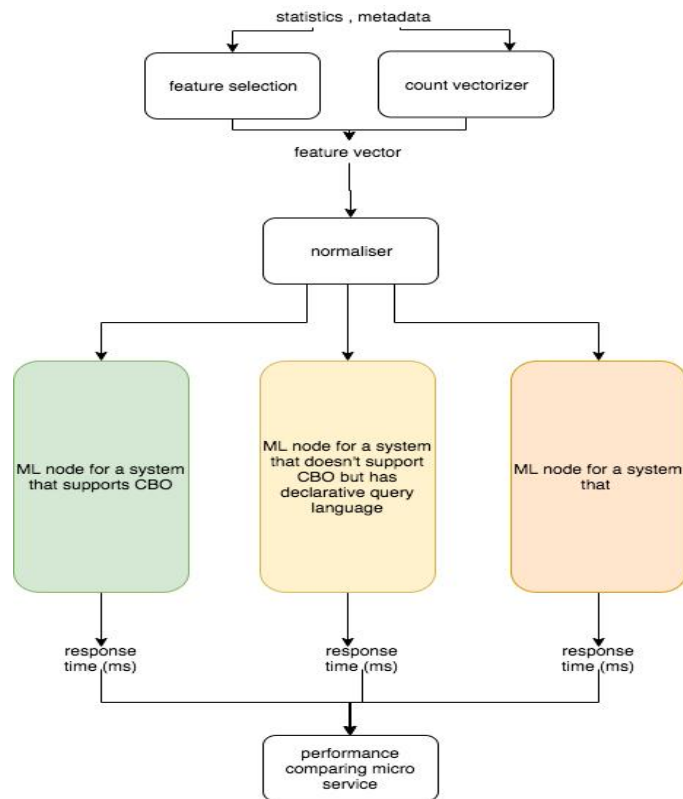 statistics , metadata
feature selection
count vectorizer
feature vector
normaliser
ML node for a system
that supports CBO
ML node for a system
that doesn't support
CBO but has
declarative query
language
ML node for a system
that
response
time (ms)
response
time (ms)
response
time (ms)
performance
comparing micro
service